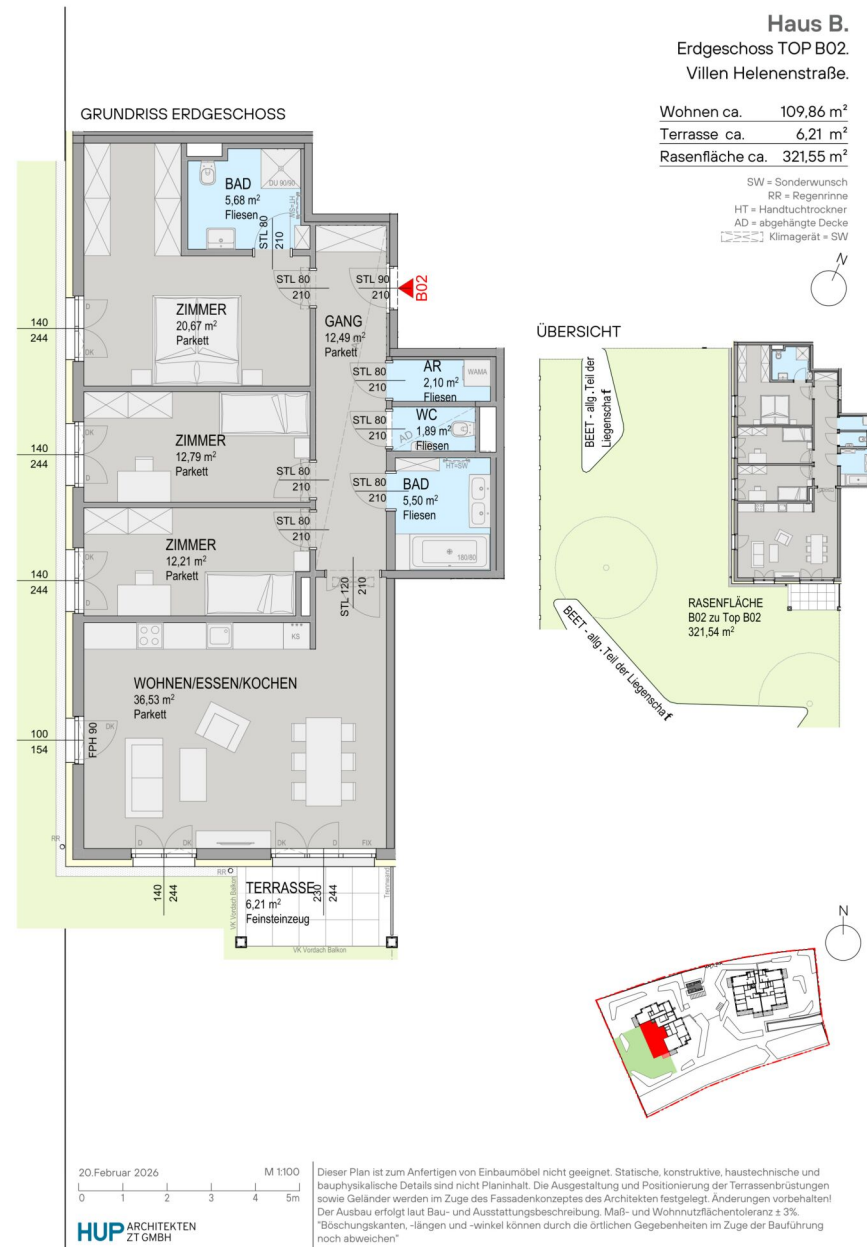 Haus B.
Erdgeschoss TOP B02.
Villen Helenenstraße.
Wohnen ca. 109,86 m²
Terrasse ca. 6,21 m²
Rasenfläche ca. 321,55 m²
SW = Sonderwunsch
RR = Regenrinne
HT = Handtuchtrockner
AD = abgehängte Decke
Klimagerät = SW
N
GRUNDRISS ERDGESCHOSS
BAD
5,68 m²
Fliesen
DU 90/90
HT=SW
STL 80
210
ZIMMER
20,67 m²
Parkett
D
DK
140
244
STL 80
210
STL 90
210
B02
GANG
12,49 m²
Parkett
AR
2,10 m²
Fliesen
WAMA
STL 80
210
WC
1,89 m²
Fliesen
AD
STL 80
210
ZIMMER
12,79 m²
Parkett
DK
D
140
244
STL 80
210
BAD
5,50 m²
Fliesen
HT=SW
180/80
STL 80
210
ZIMMER
12,21 m²
Parkett
DK
D
140
244
STL 80
210
STL 120
210
KS
WOHNEN/ESSEN/KOCHEN
36,53 m²
Parkett
100
154
FPH 90
DK
D
DK
DK
D
FIX
RR
RR
140
244
230
244
TERRASSE
6,21 m²
Feinsteinzeug
VK Vordach Balkon
VK Vordach Balkon
Trennwand
ÜBERSICHT
BEET - allg. Teil der
Liegenschaft
RASENFLÄCHE
B02 zu Top B02
321,54 m²
BEET - allg. Teil der Liegenschaft
N
20.Februar 2026 M 1:100
0 1 2 3 4 5m
HUP ARCHITEKTEN
ZT GMBH
Dieser Plan ist zum Anfertigen von Einbaumöbel nicht geeignet. Statische, konstruktive, haustechnische und
bauphysikalische Details sind nicht Planinhalt. Die Ausgestaltung und Positionierung der Terrassenbrüstungen
sowie Geländer werden im Zuge des Fassadenkonzeptes des Architekten festgelegt. Änderungen vorbehalten!
Der Ausbau erfolgt laut Bau- und Ausstattungsbeschreibung. Maß- und Wohnnutzflächentoleranz ± 3%.
"Böschungskanten, -längen und -winkel können durch die örtlichen Gegebenheiten im Zuge der Bauführung
noch abweichen"